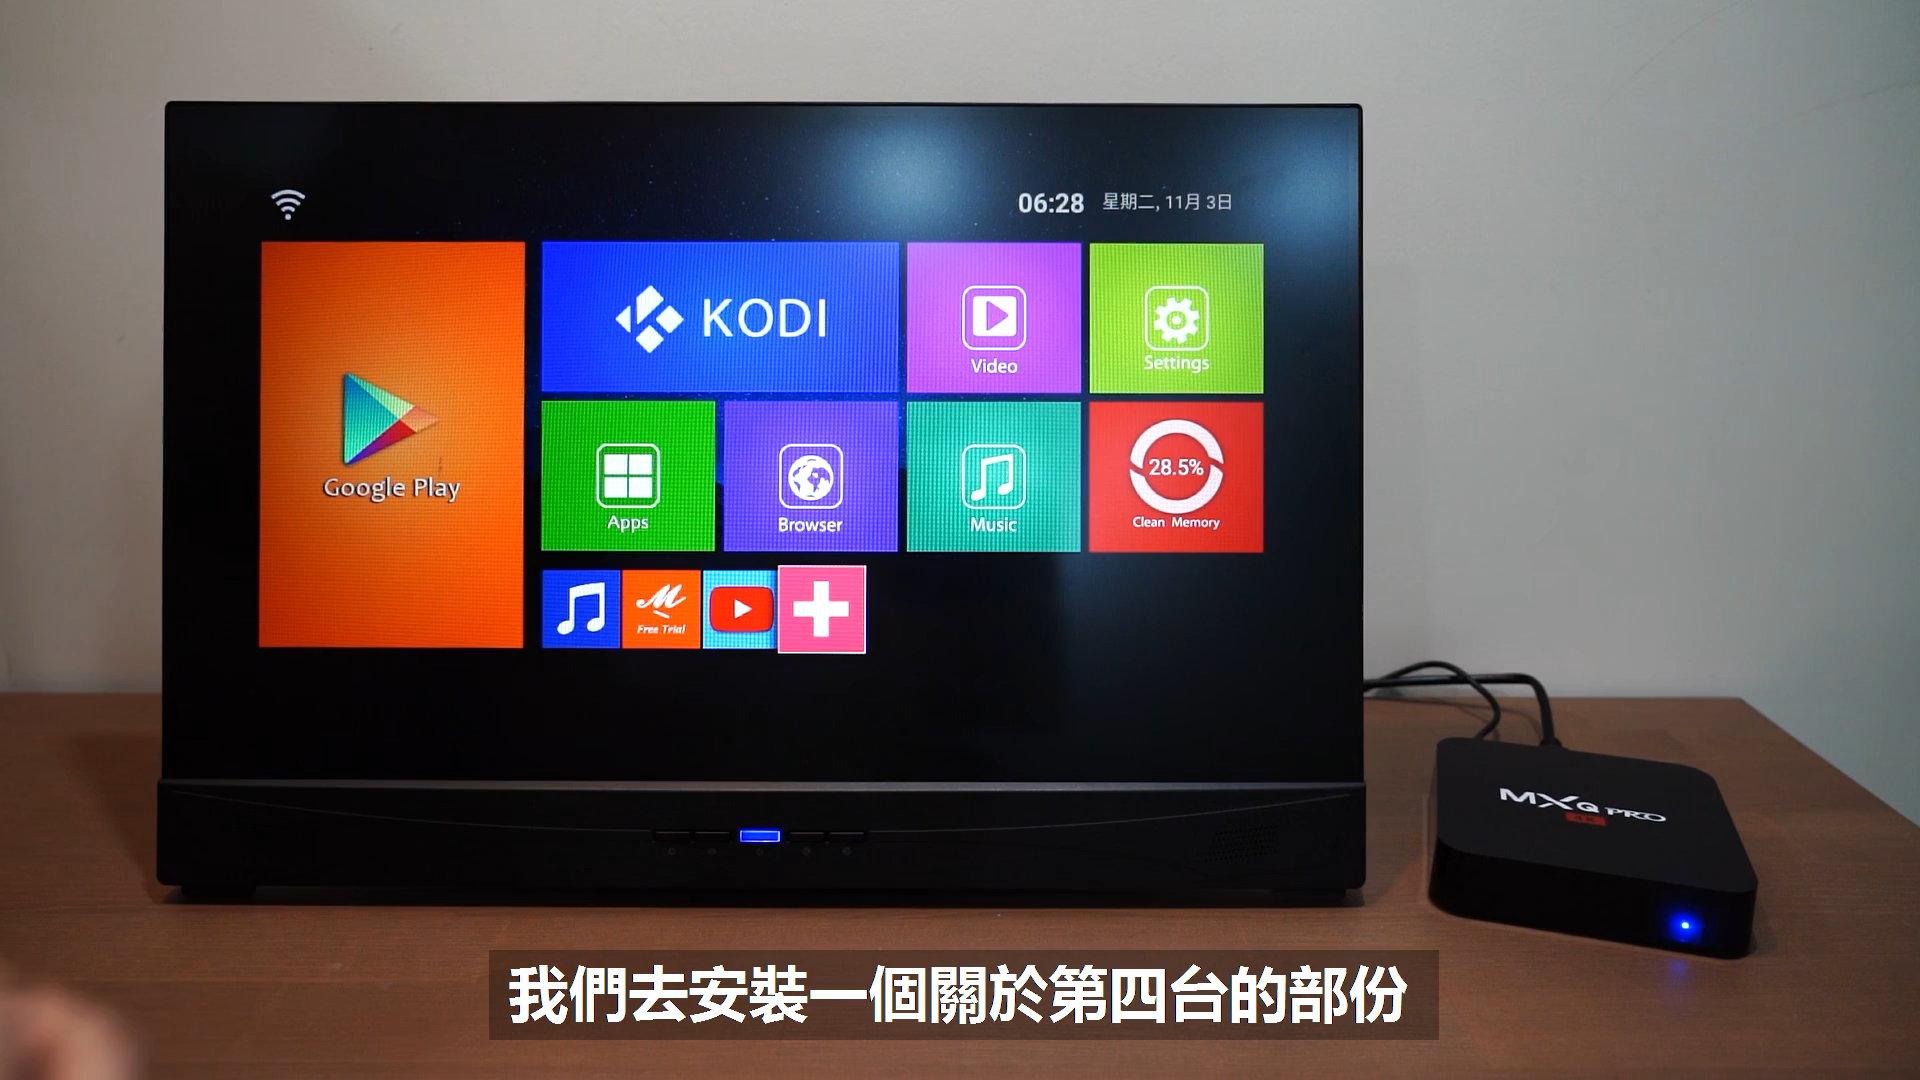 06:28 星期二, 11月 3日
Google Play
KODI
Video
Settings
Apps
Browser
Music
28.5%
Clean Memory
M
Free Trial
MXQ PRO
4K
我們去安裝一個關於第四台的部份